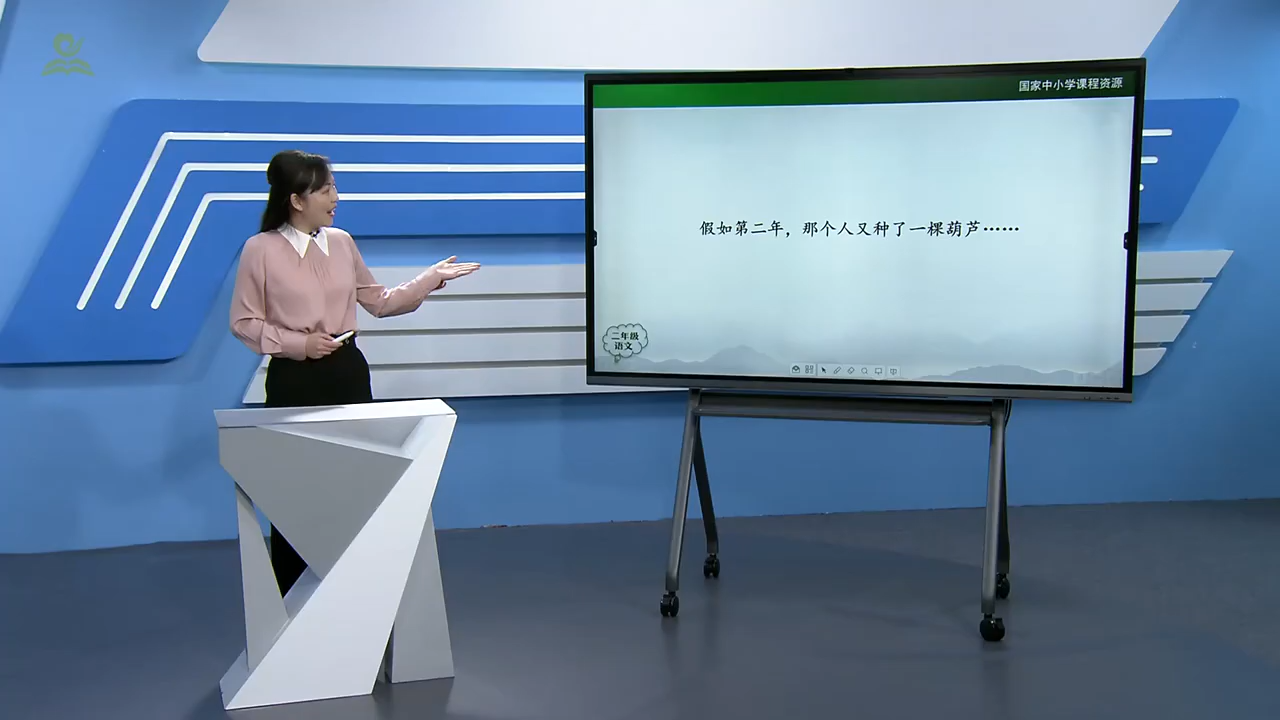 国家中小学课程资源
假如第二年，那个人又种了一棵葫芦……
二年级
语文